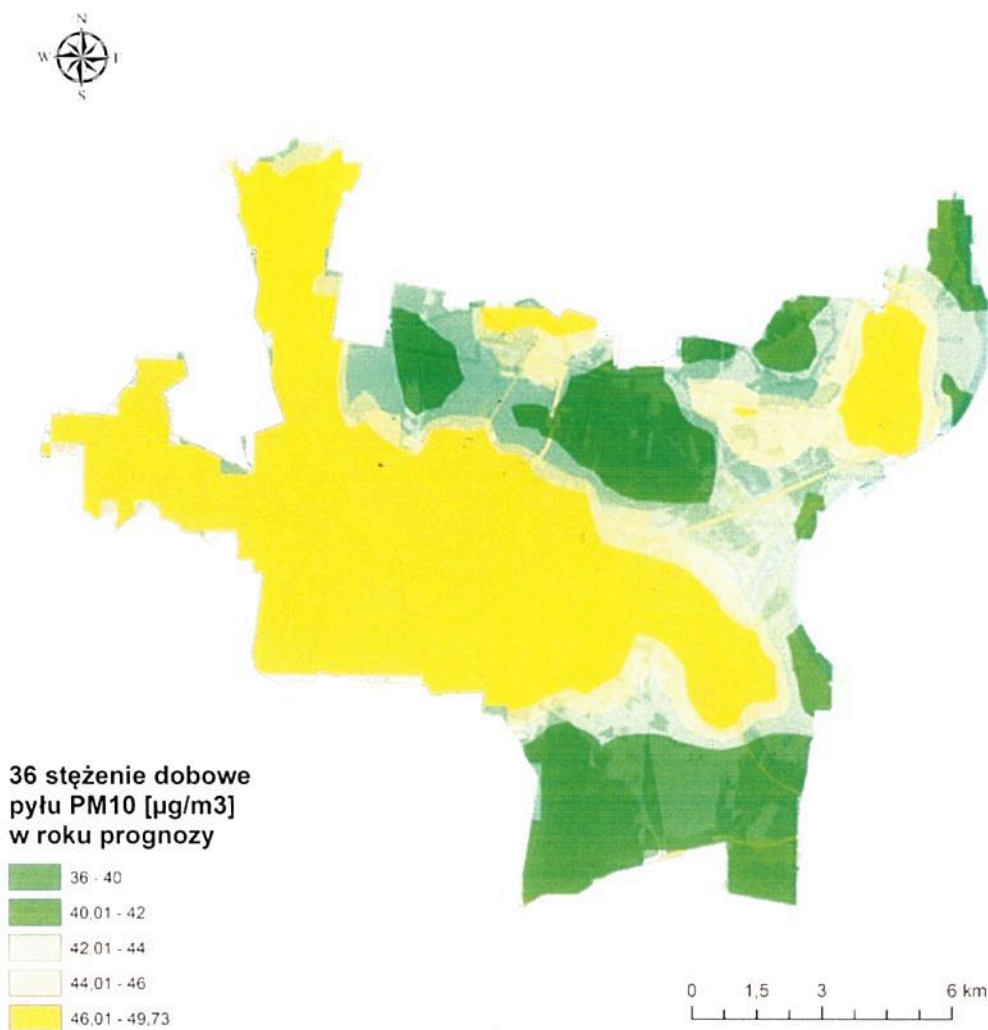 N
W E
S
36 stężenie dobowe
pyłu PM10 [µg/m3]
w roku prognozy
36 - 40
40,01 - 42
42,01 - 44
44,01 - 46
46,01 - 49,73
0 1,5 3 6 km